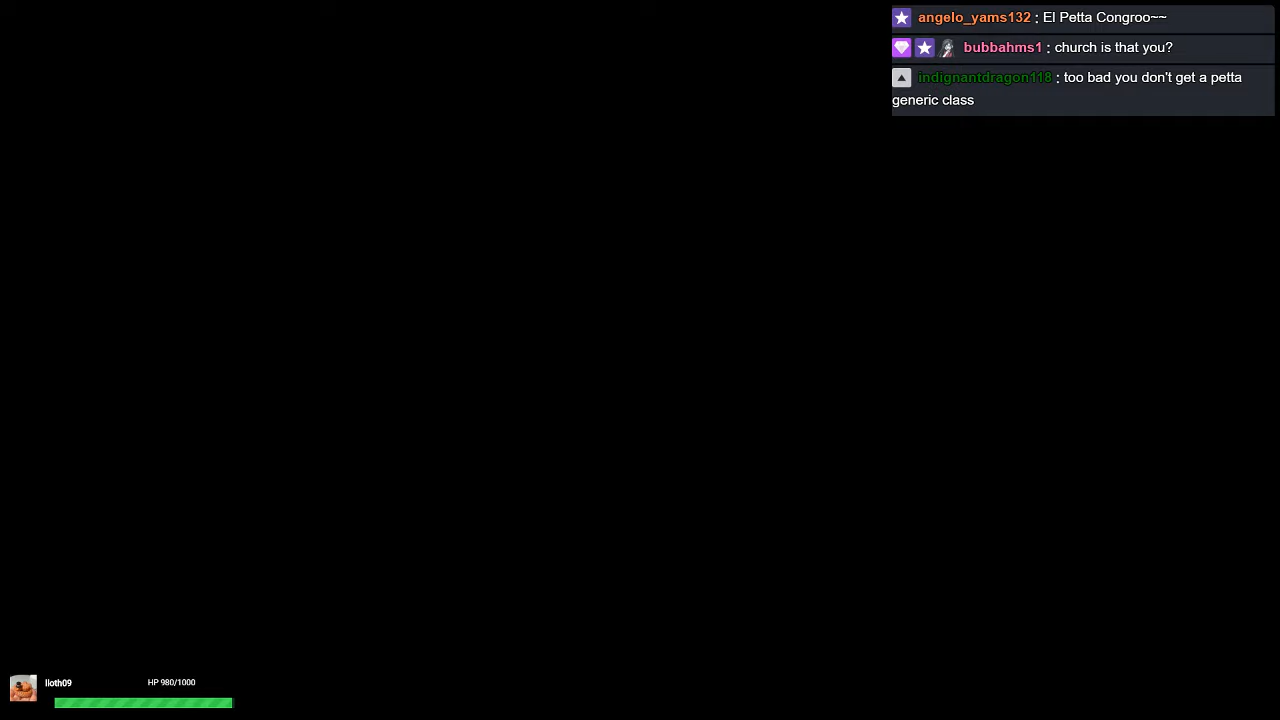 angelo_yams132 : El Petta Congroo~~
bubbahms1 : church is that you?
indignantdragon118 : too bad you don't get a petta
generic class
lloth09 HP 980/1000